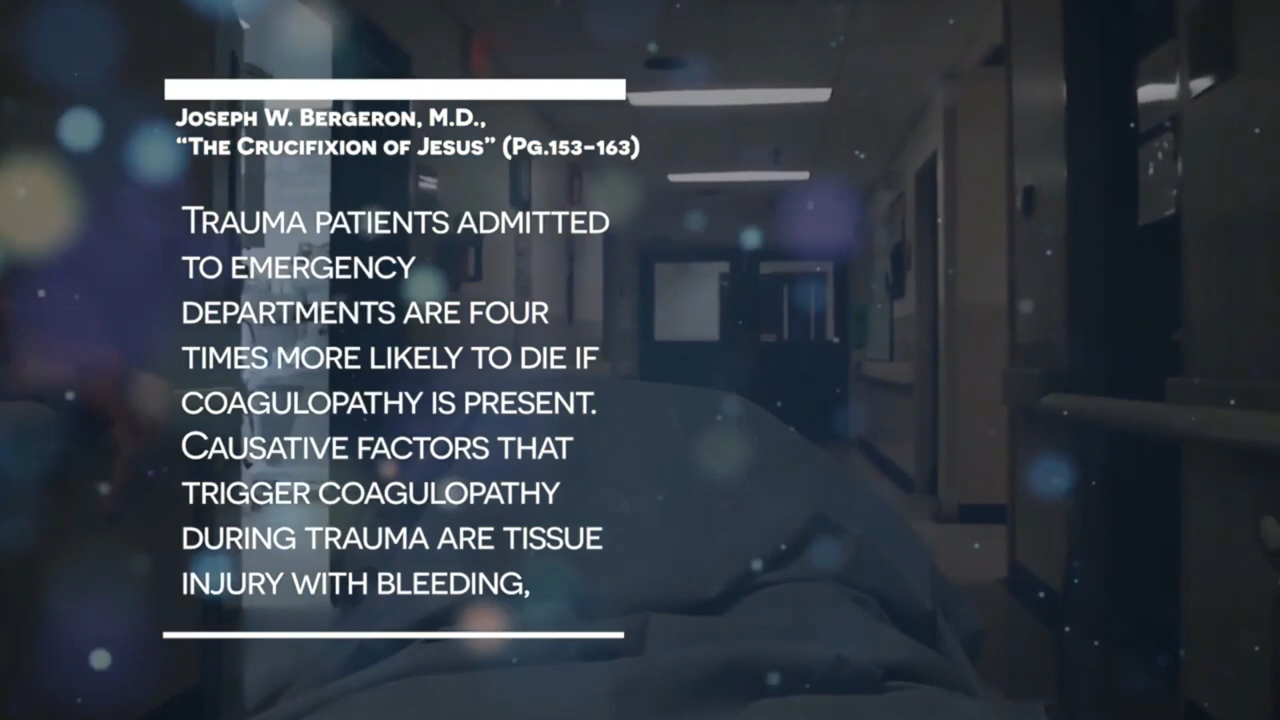 Joseph W. Bergeron, M.D.,
“The Crucifixion of Jesus” (Pg.153-163)
Trauma patients admitted
to emergency
departments are four
times more likely to die if
coagulopathy is present.
Causative factors that
trigger coagulopathy
during trauma are tissue
injury with bleeding,